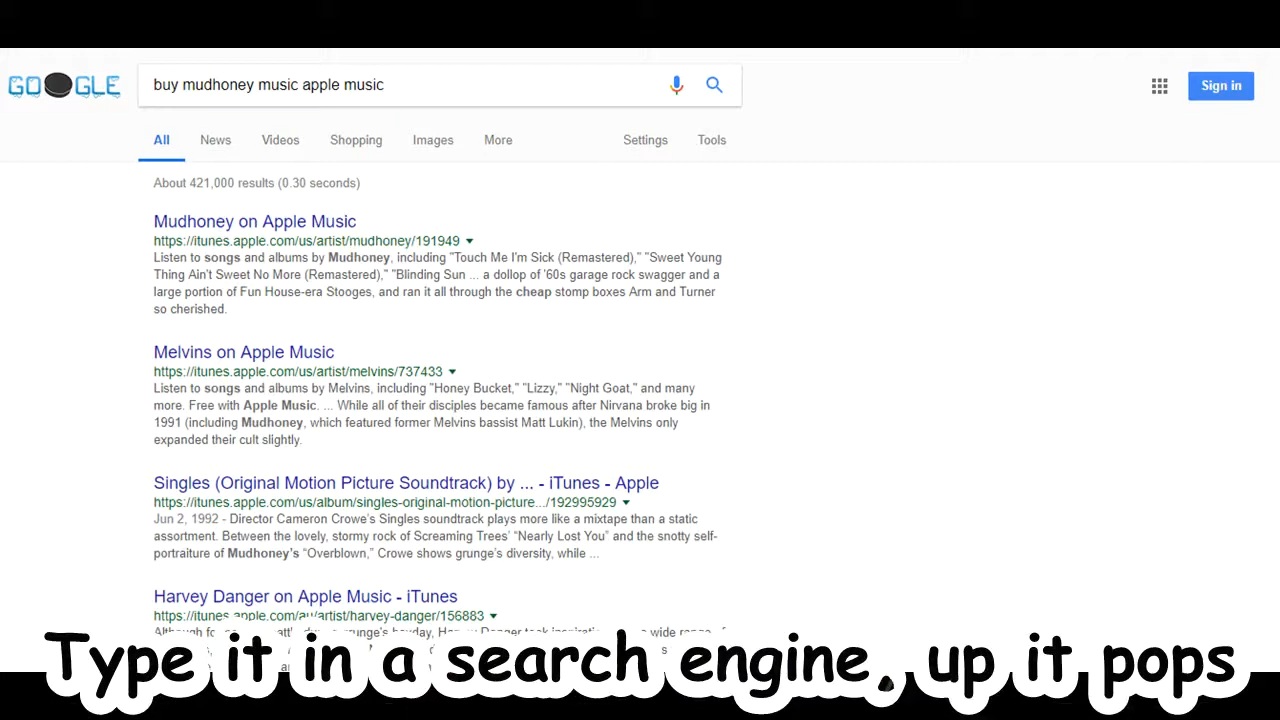 GOOGLE
buy mudhoney music apple music
Sign in
All News Videos Shopping Images More Settings Tools
About 421,000 results (0.30 seconds)
Mudhoney on Apple Music
https://itunes.apple.com/us/artist/mudhoney/191949
Listen to songs and albums by Mudhoney, including "Touch Me I'm Sick (Remastered)," "Sweet Young
Thing Ain't Sweet No More (Remastered)," "Blinding Sun ... a dollop of '60s garage rock swagger and a
large portion of Fun House-era Stooges, and ran it all through the cheap stomp boxes Arm and Turner
so cherished.
Melvins on Apple Music
https://itunes.apple.com/us/artist/melvins/737433
Listen to songs and albums by Melvins, including "Honey Bucket," "Lizzy," "Night Goat," and many
more. Free with Apple Music. ... While all of their disciples became famous after Nirvana broke big in
1991 (including Mudhoney, which featured former Melvins bassist Matt Lukin), the Melvins only
expanded their cult slightly.
Singles (Original Motion Picture Soundtrack) by ... - iTunes - Apple
https://itunes.apple.com/us/album/singles-original-motion-picture.../192995929
Jun 2, 1992 - Director Cameron Crowe's Singles soundtrack plays more like a mixtape than a static
assortment. Between the lovely, stormy rock of Screaming Trees' "Nearly Lost You" and the snotty self-
portraiture of Mudhoney's "Overblown," Crowe shows grunge's diversity, while ...
Harvey Danger on Apple Music - iTunes
https://itunes.apple.com/au/artist/harvey-danger/156883
Type it in a search engine, up it pops